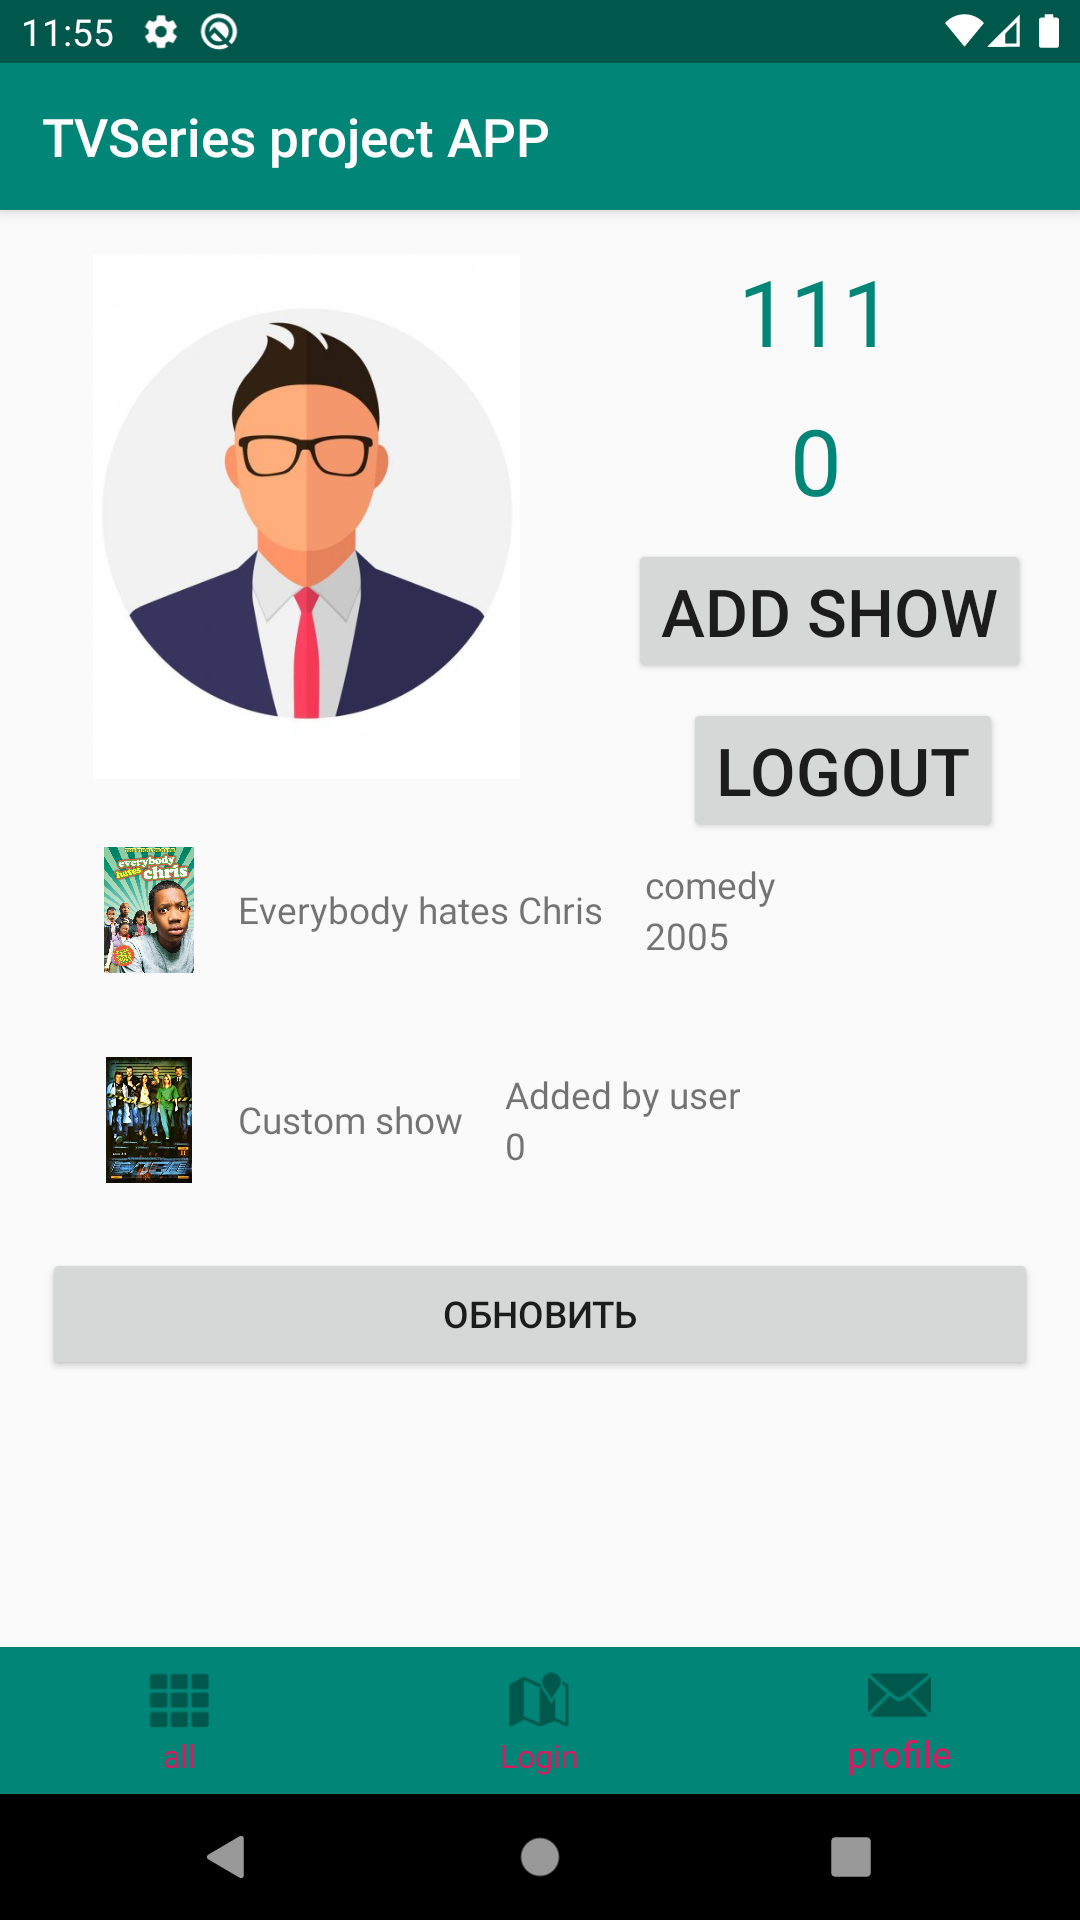 11:55
TVSeries project APP
111
0
ADD SHOW
LOGOUT
everybody
hates chris
Everybody hates Chris
comedy
2005
Custom show
Added by user
0
ОБНОВИТЬ
all
Login
profile